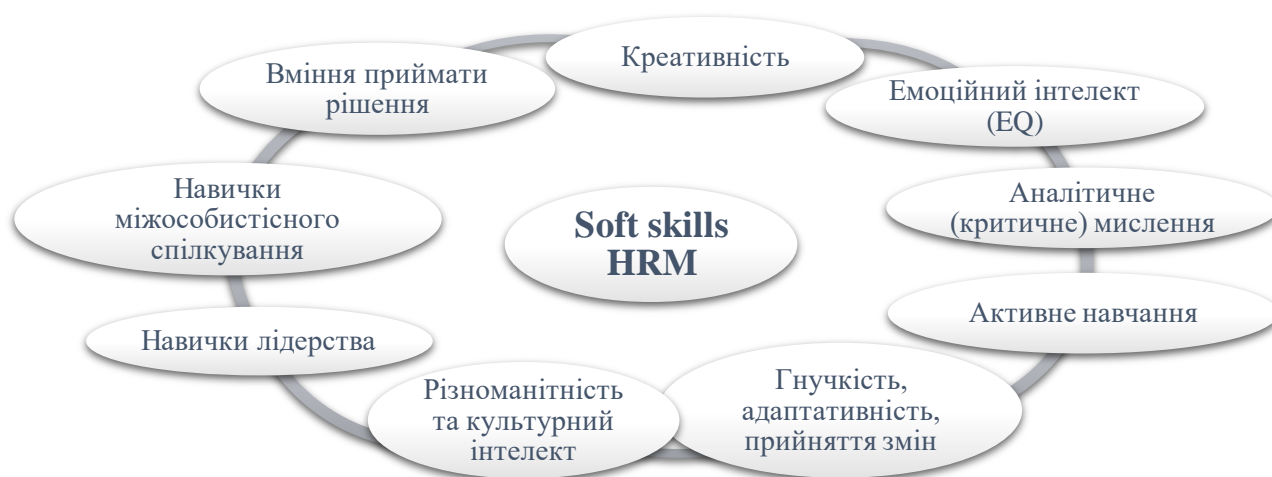 Креативність
Емоційний інтелект
(EQ)
Аналітичне
(критичне) мислення
Активне навчання
Гнучкість,
адаптативність,
прийняття змін
Різноманітність
та культурний
інтелект
Навички лідерства
Навички
міжособистісного
спілкування
Вміння приймати
рішення
Soft skills
HRM